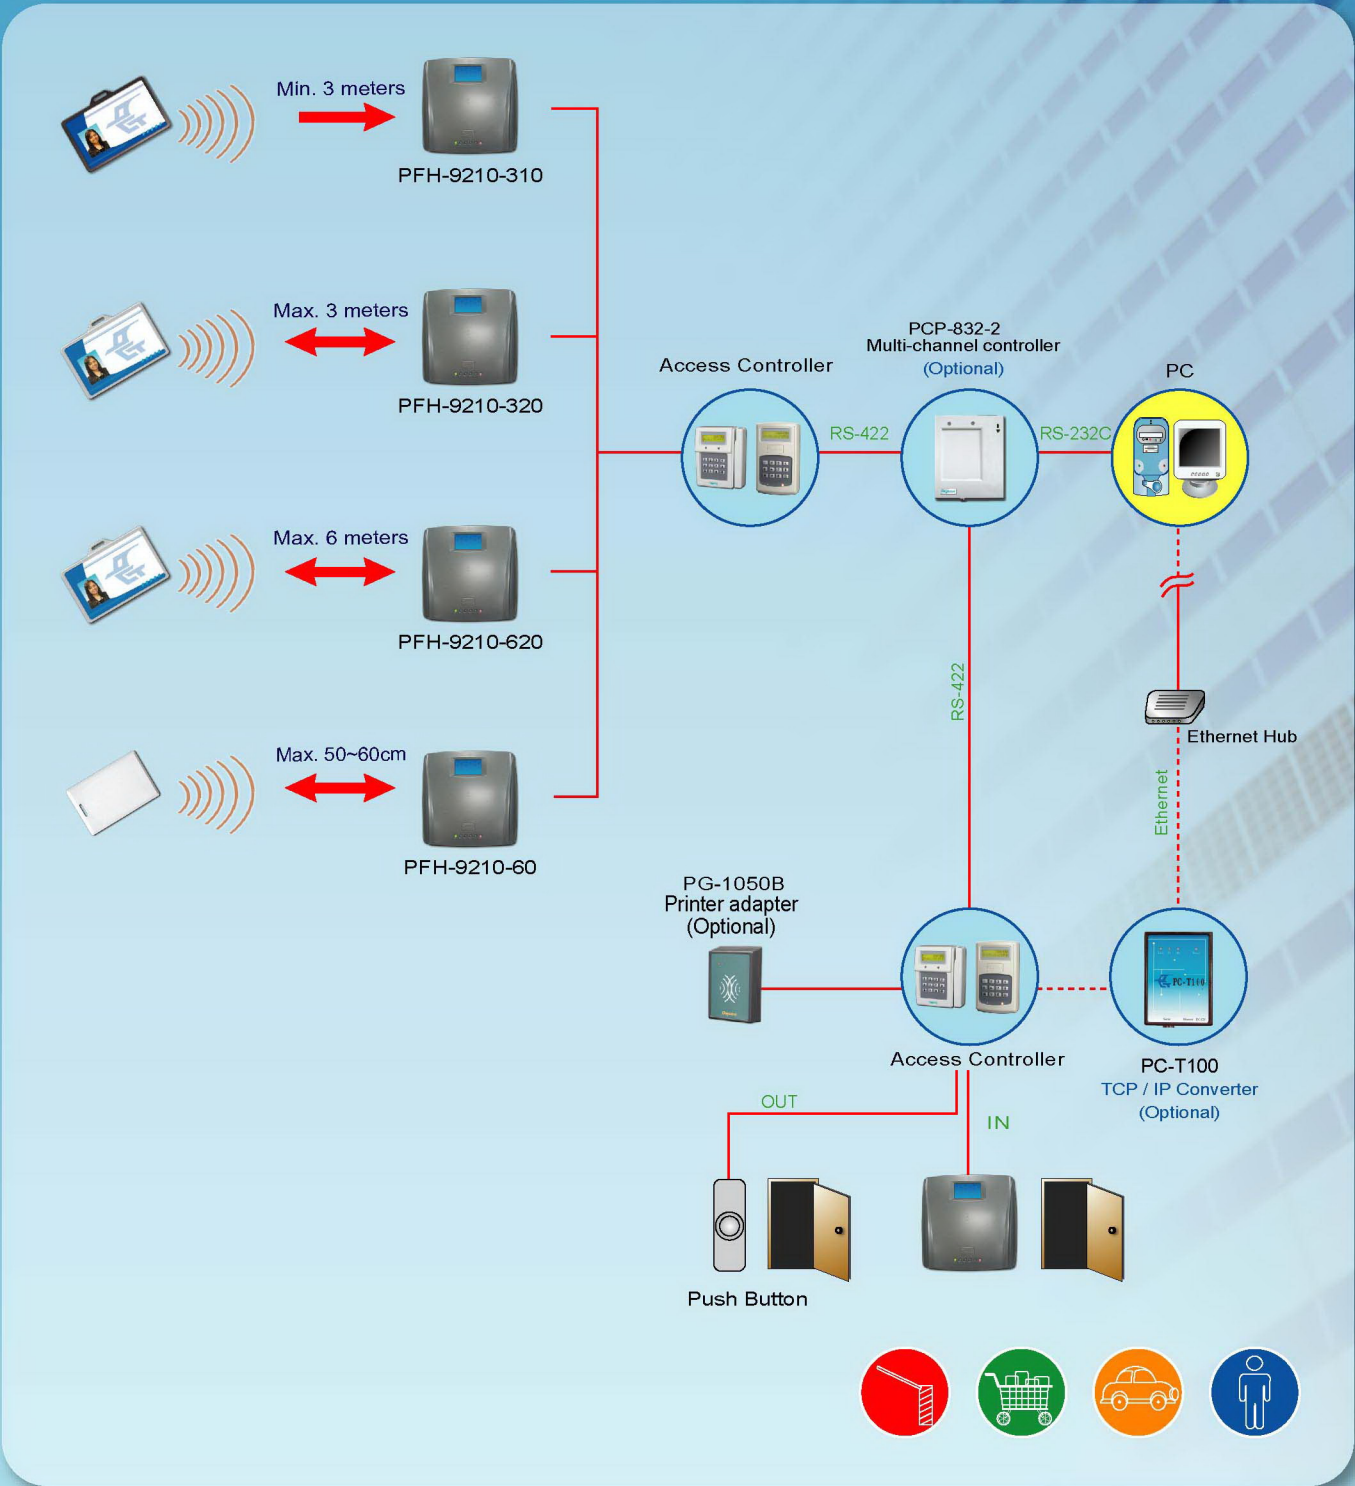 Min. 3 meters
PFH-9210-310
Max. 3 meters
PFH-9210-320
PCP-832-2
Multi-channel controller
(Optional)
Access Controller
PC
RS-422
RS-232C
Max. 6 meters
PFH-9210-620
RS-422
Ethernet Hub
Max. 50~60cm
Ethernet
PFH-9210-60
PG-1050B
Printer adapter
(Optional)
PC-T100
Access Controller
PC-T100
TCP / IP Converter
(Optional)
OUT
IN
Push Button